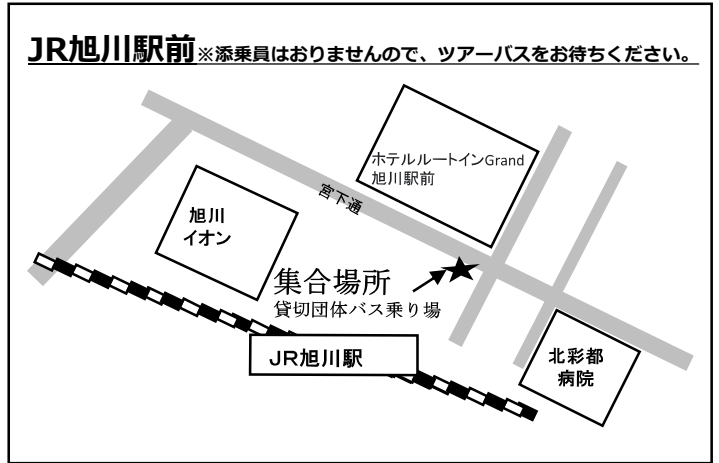 JR旭川駅前※添乗員はおりませんので、ツアーバスをお待ちください。
ホテルルートインGrand
旭川駅前
宮下通
旭川
イオン
集合場所
貸切団体バス乗り場
JR旭川駅
北彩都
病院